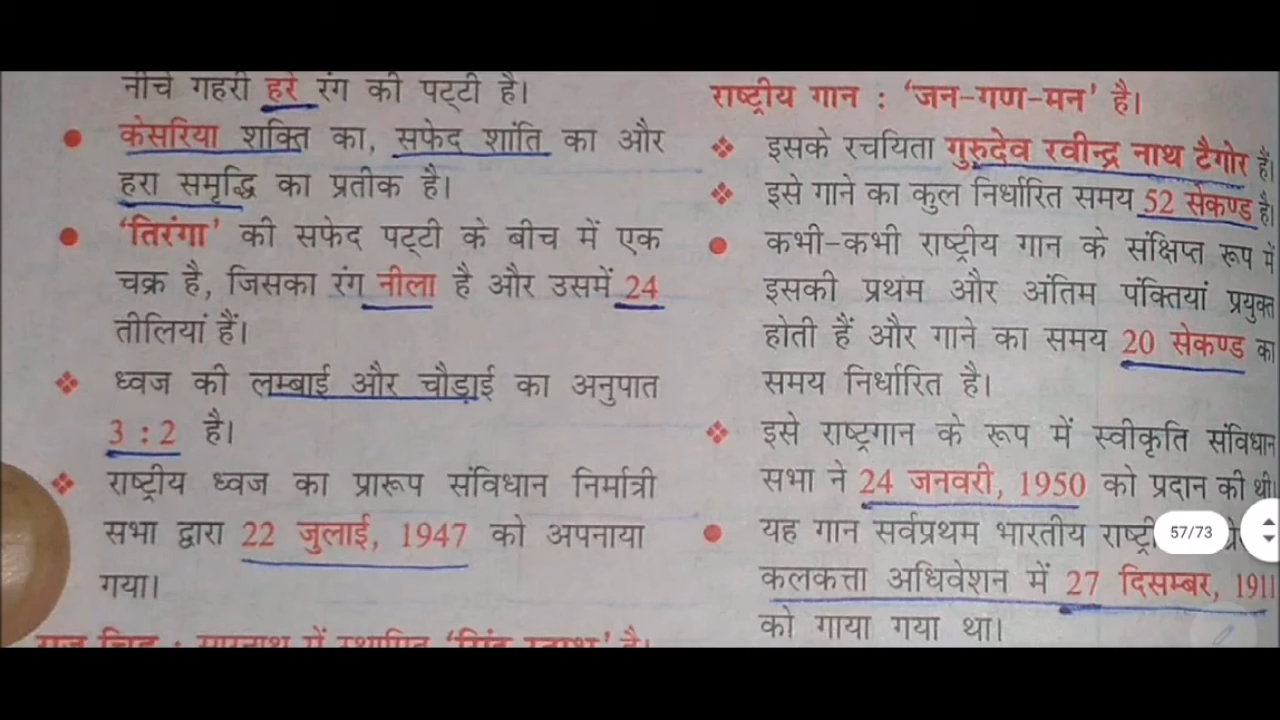 नीचे गहरी हरे रंग की पट्टी है।
केसरिया शक्ति का, सफेद शांति का और
हरा समृद्धि का प्रतीक है।
‘तिरंगा’ की सफेद पट्टी के बीच में एक
चक्र है, जिसका रंग नीला है और उसमें 24
तीलियां हैं।
ध्वज की लम्बाई और चौड़ाई का अनुपात
3 : 2 है।
राष्ट्रीय ध्वज का प्रारूप संविधान निर्मात्री
सभा द्वारा 22 जुलाई, 1947 को अपनाया
गया।
राष्ट्रीय गान : ‘जन-गण-मन’ है।
इसके रचयिता गुरुदेव रवीन्द्र नाथ टैगोर हैं।
इसे गाने का कुल निर्धारित समय 52 सेकण्ड है।
कभी-कभी राष्ट्रीय गान के संक्षिप्त रूप में
इसकी प्रथम और अंतिम पंक्तियां प्रयुक्त
होती हैं और गाने का समय 20 सेकण्ड का
समय निर्धारित है।
इसे राष्ट्रगान के रूप में स्वीकृति संविधान
सभा ने 24 जनवरी, 1950 को प्रदान की थी।
यह गान सर्वप्रथम भारतीय
57/73
कलकत्ता अधिवेशन में 27 दिसम्बर, 1911
को गाया गया था।